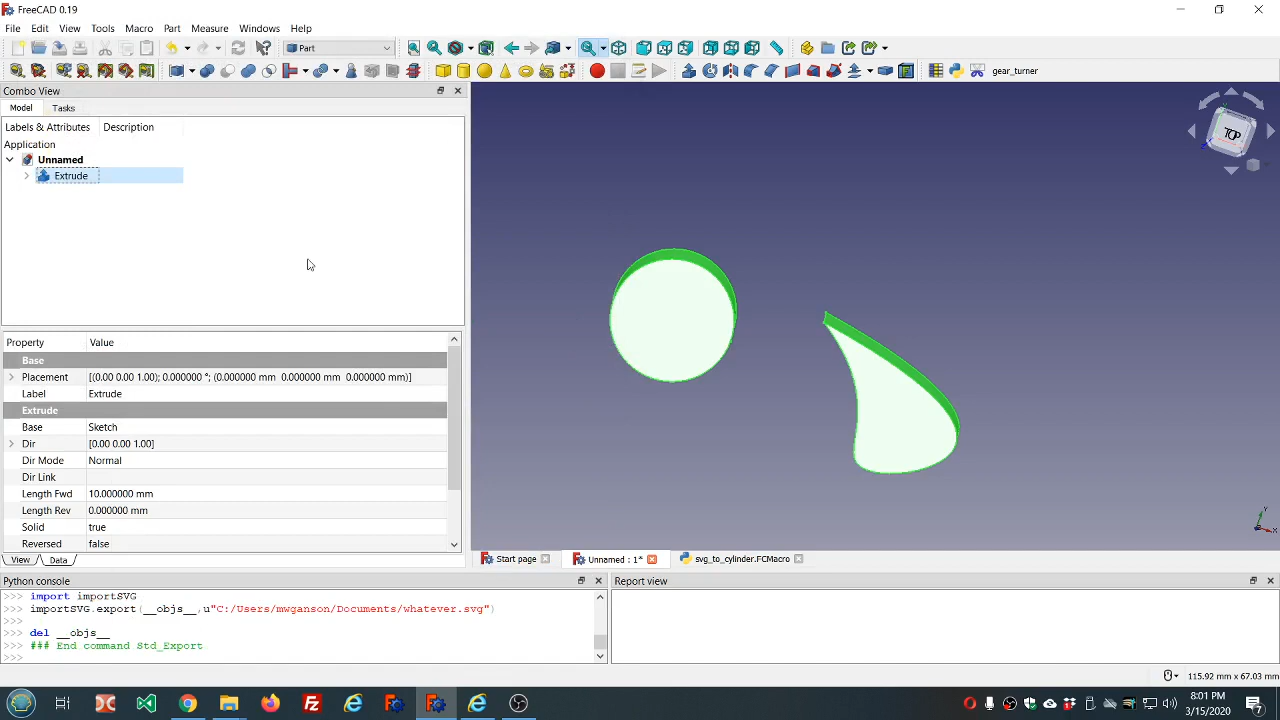 FreeCAD 0.19
File Edit View Tools Macro Part Measure Windows Help
Part
gear_turner
Combo View
Model Tasks
Labels & Attributes Description
Application
Unnamed
Extrude
TOP
Property Value
Base
Placement [(0.00 0.00 1.00); 0.000000 °; (0.000000 mm 0.000000 mm 0.000000 mm)]
Label Extrude
Extrude
Base Sketch
Dir [0.00 0.00 1.00]
Dir Mode Normal
Dir Link
Length Fwd 10.000000 mm
Length Rev 0.000000 mm
Solid true
Reversed false
View Data
Start page Unnamed : 1* svg_to_cylinder.FCMacro
Python console Report view
>>> import importSVG
>>> importSVG.export(__objs__,u"C:/Users/mwganson/Documents/whatever.svg")
>>>
>>> del __objs__
>>> ### End command Std_Export
>>>
115.92 mm x 67.03 mm
8:01 PM
3/15/2020